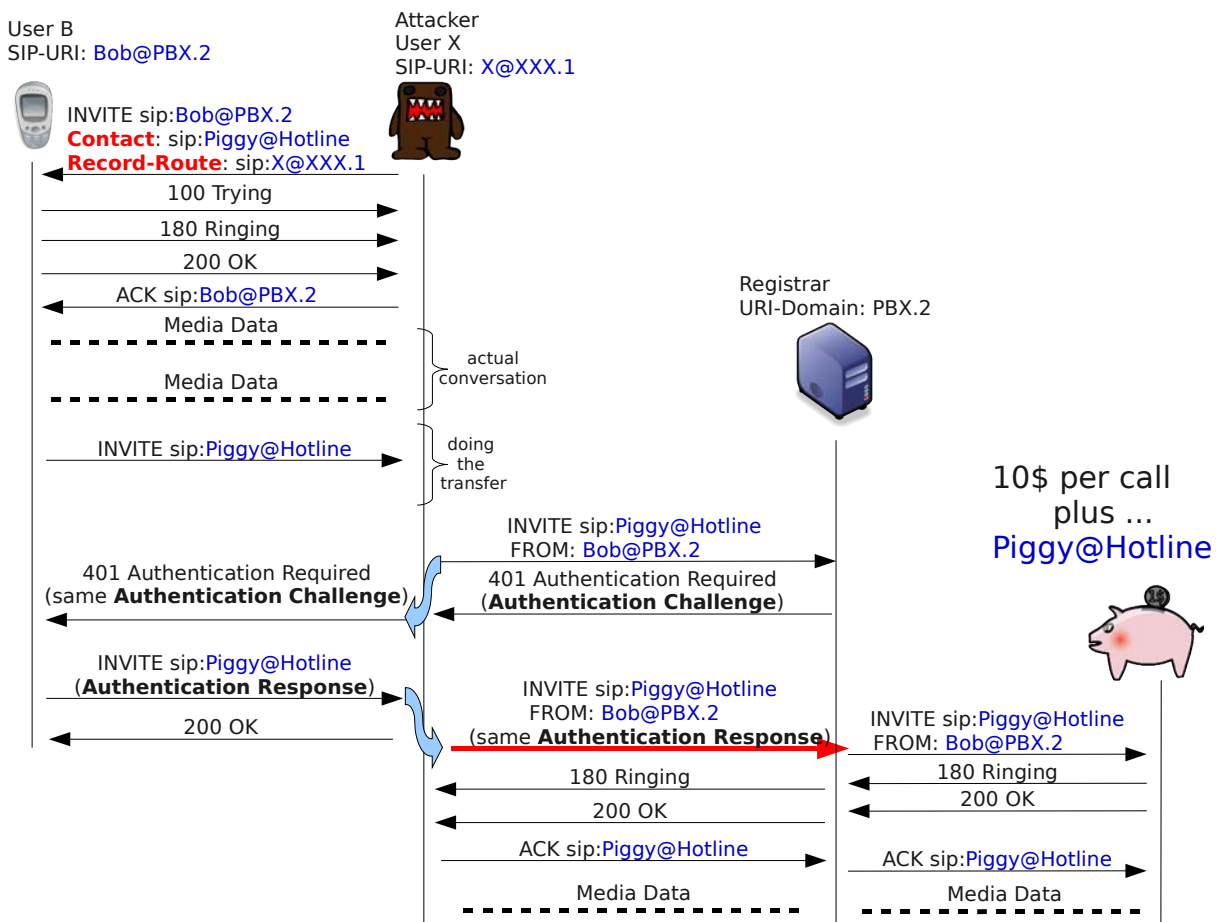 User B
SIP-URI: Bob@PBX.2
Attacker
User X
SIP-URI: X@XXX.1
INVITE sip:Bob@PBX.2
Contact: sip:Piggy@Hotline
Record-Route: sip:X@XXX.1
100 Trying
180 Ringing
200 OK
ACK sip:Bob@PBX.2
Media Data
Media Data
actual
conversation
Registrar
URI-Domain: PBX.2
INVITE sip:Piggy@Hotline
doing
the
transfer
10$ per call
plus ...
Piggy@Hotline
INVITE sip:Piggy@Hotline
FROM: Bob@PBX.2
401 Authentication Required
(Authentication Challenge)
401 Authentication Required
(same Authentication Challenge)
INVITE sip:Piggy@Hotline
(Authentication Response)
200 OK
INVITE sip:Piggy@Hotline
FROM: Bob@PBX.2
(same Authentication Response)
INVITE sip:Piggy@Hotline
FROM: Bob@PBX.2
180 Ringing
200 OK
180 Ringing
200 OK
ACK sip:Piggy@Hotline
ACK sip:Piggy@Hotline
Media Data
Media Data